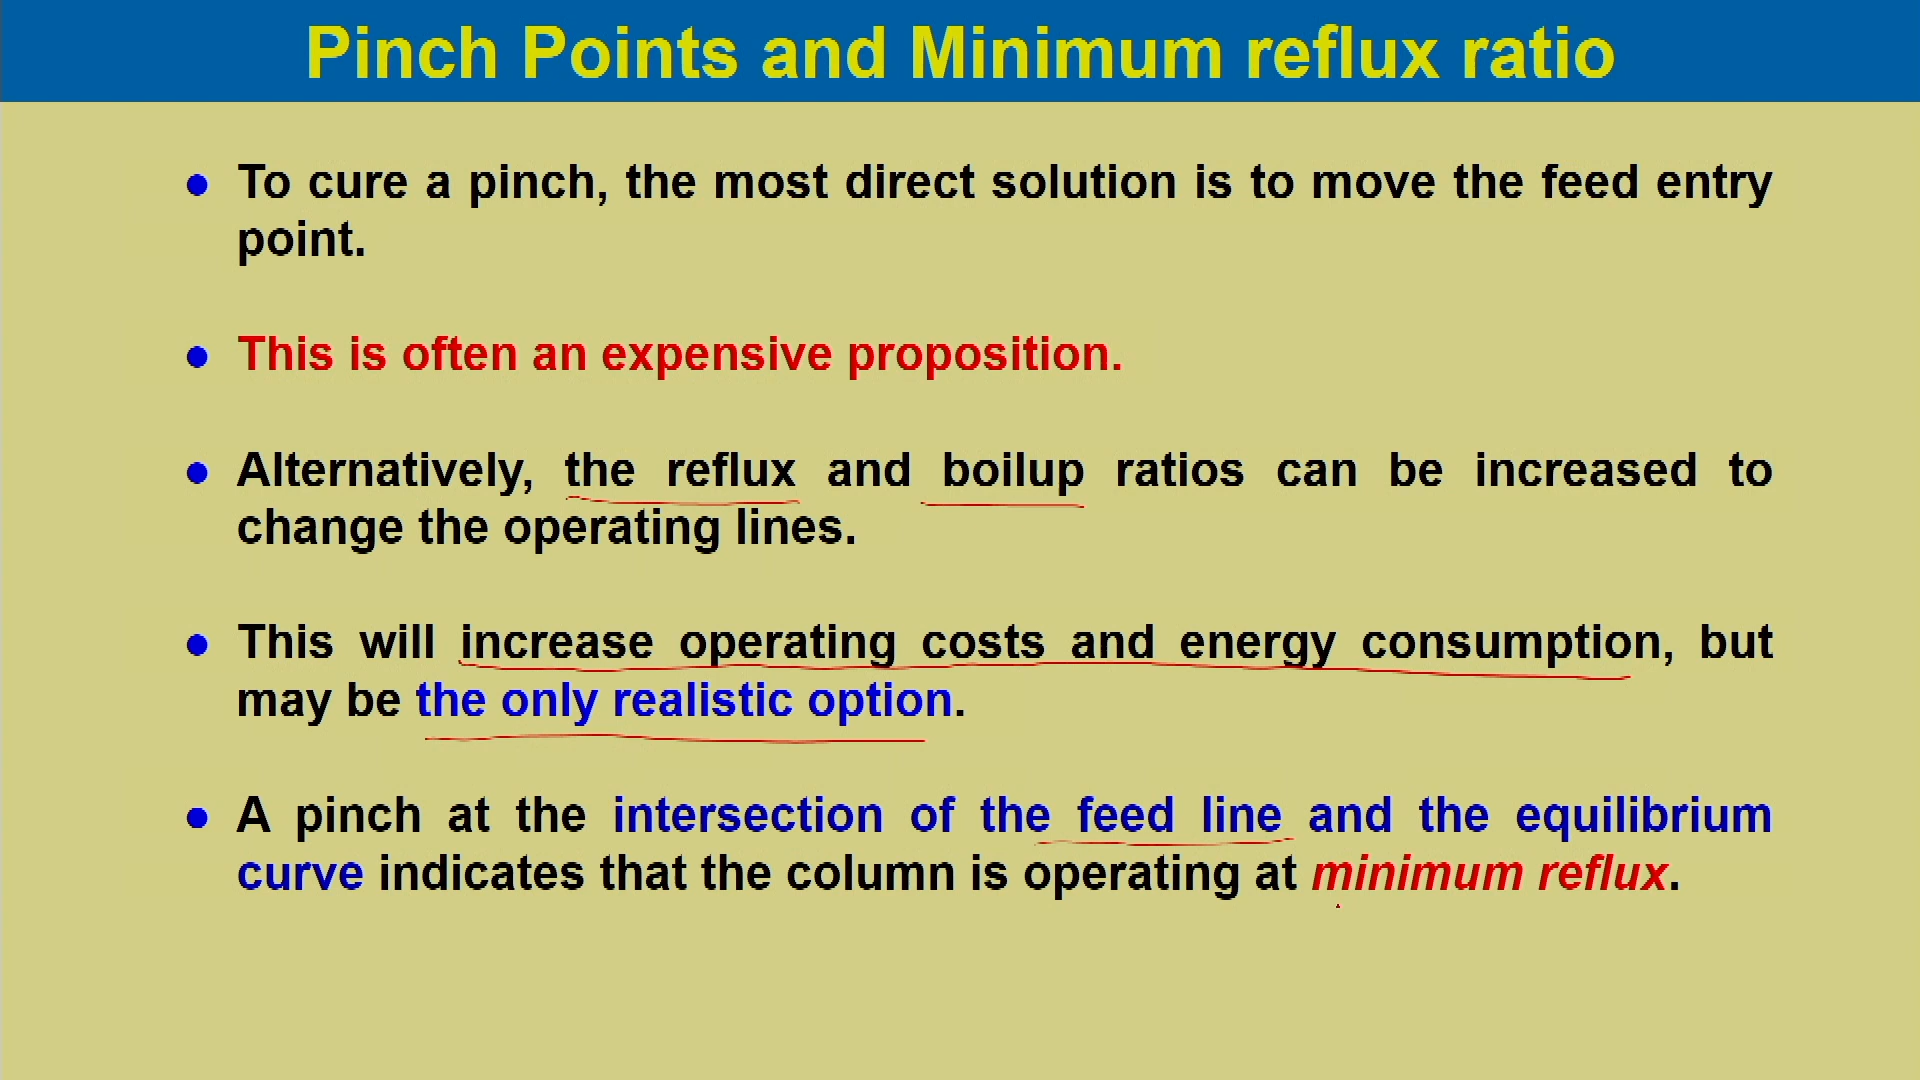 Pinch Points and Minimum reflux ratio
• To cure a pinch, the most direct solution is to move the feed entry
point.
• This is often an expensive proposition.
• Alternatively, the reflux and boilup ratios can be increased to
change the operating lines.
• This will increase operating costs and energy consumption, but
may be the only realistic option.
• A pinch at the intersection of the feed line and the equilibrium
curve indicates that the column is operating at minimum reflux.